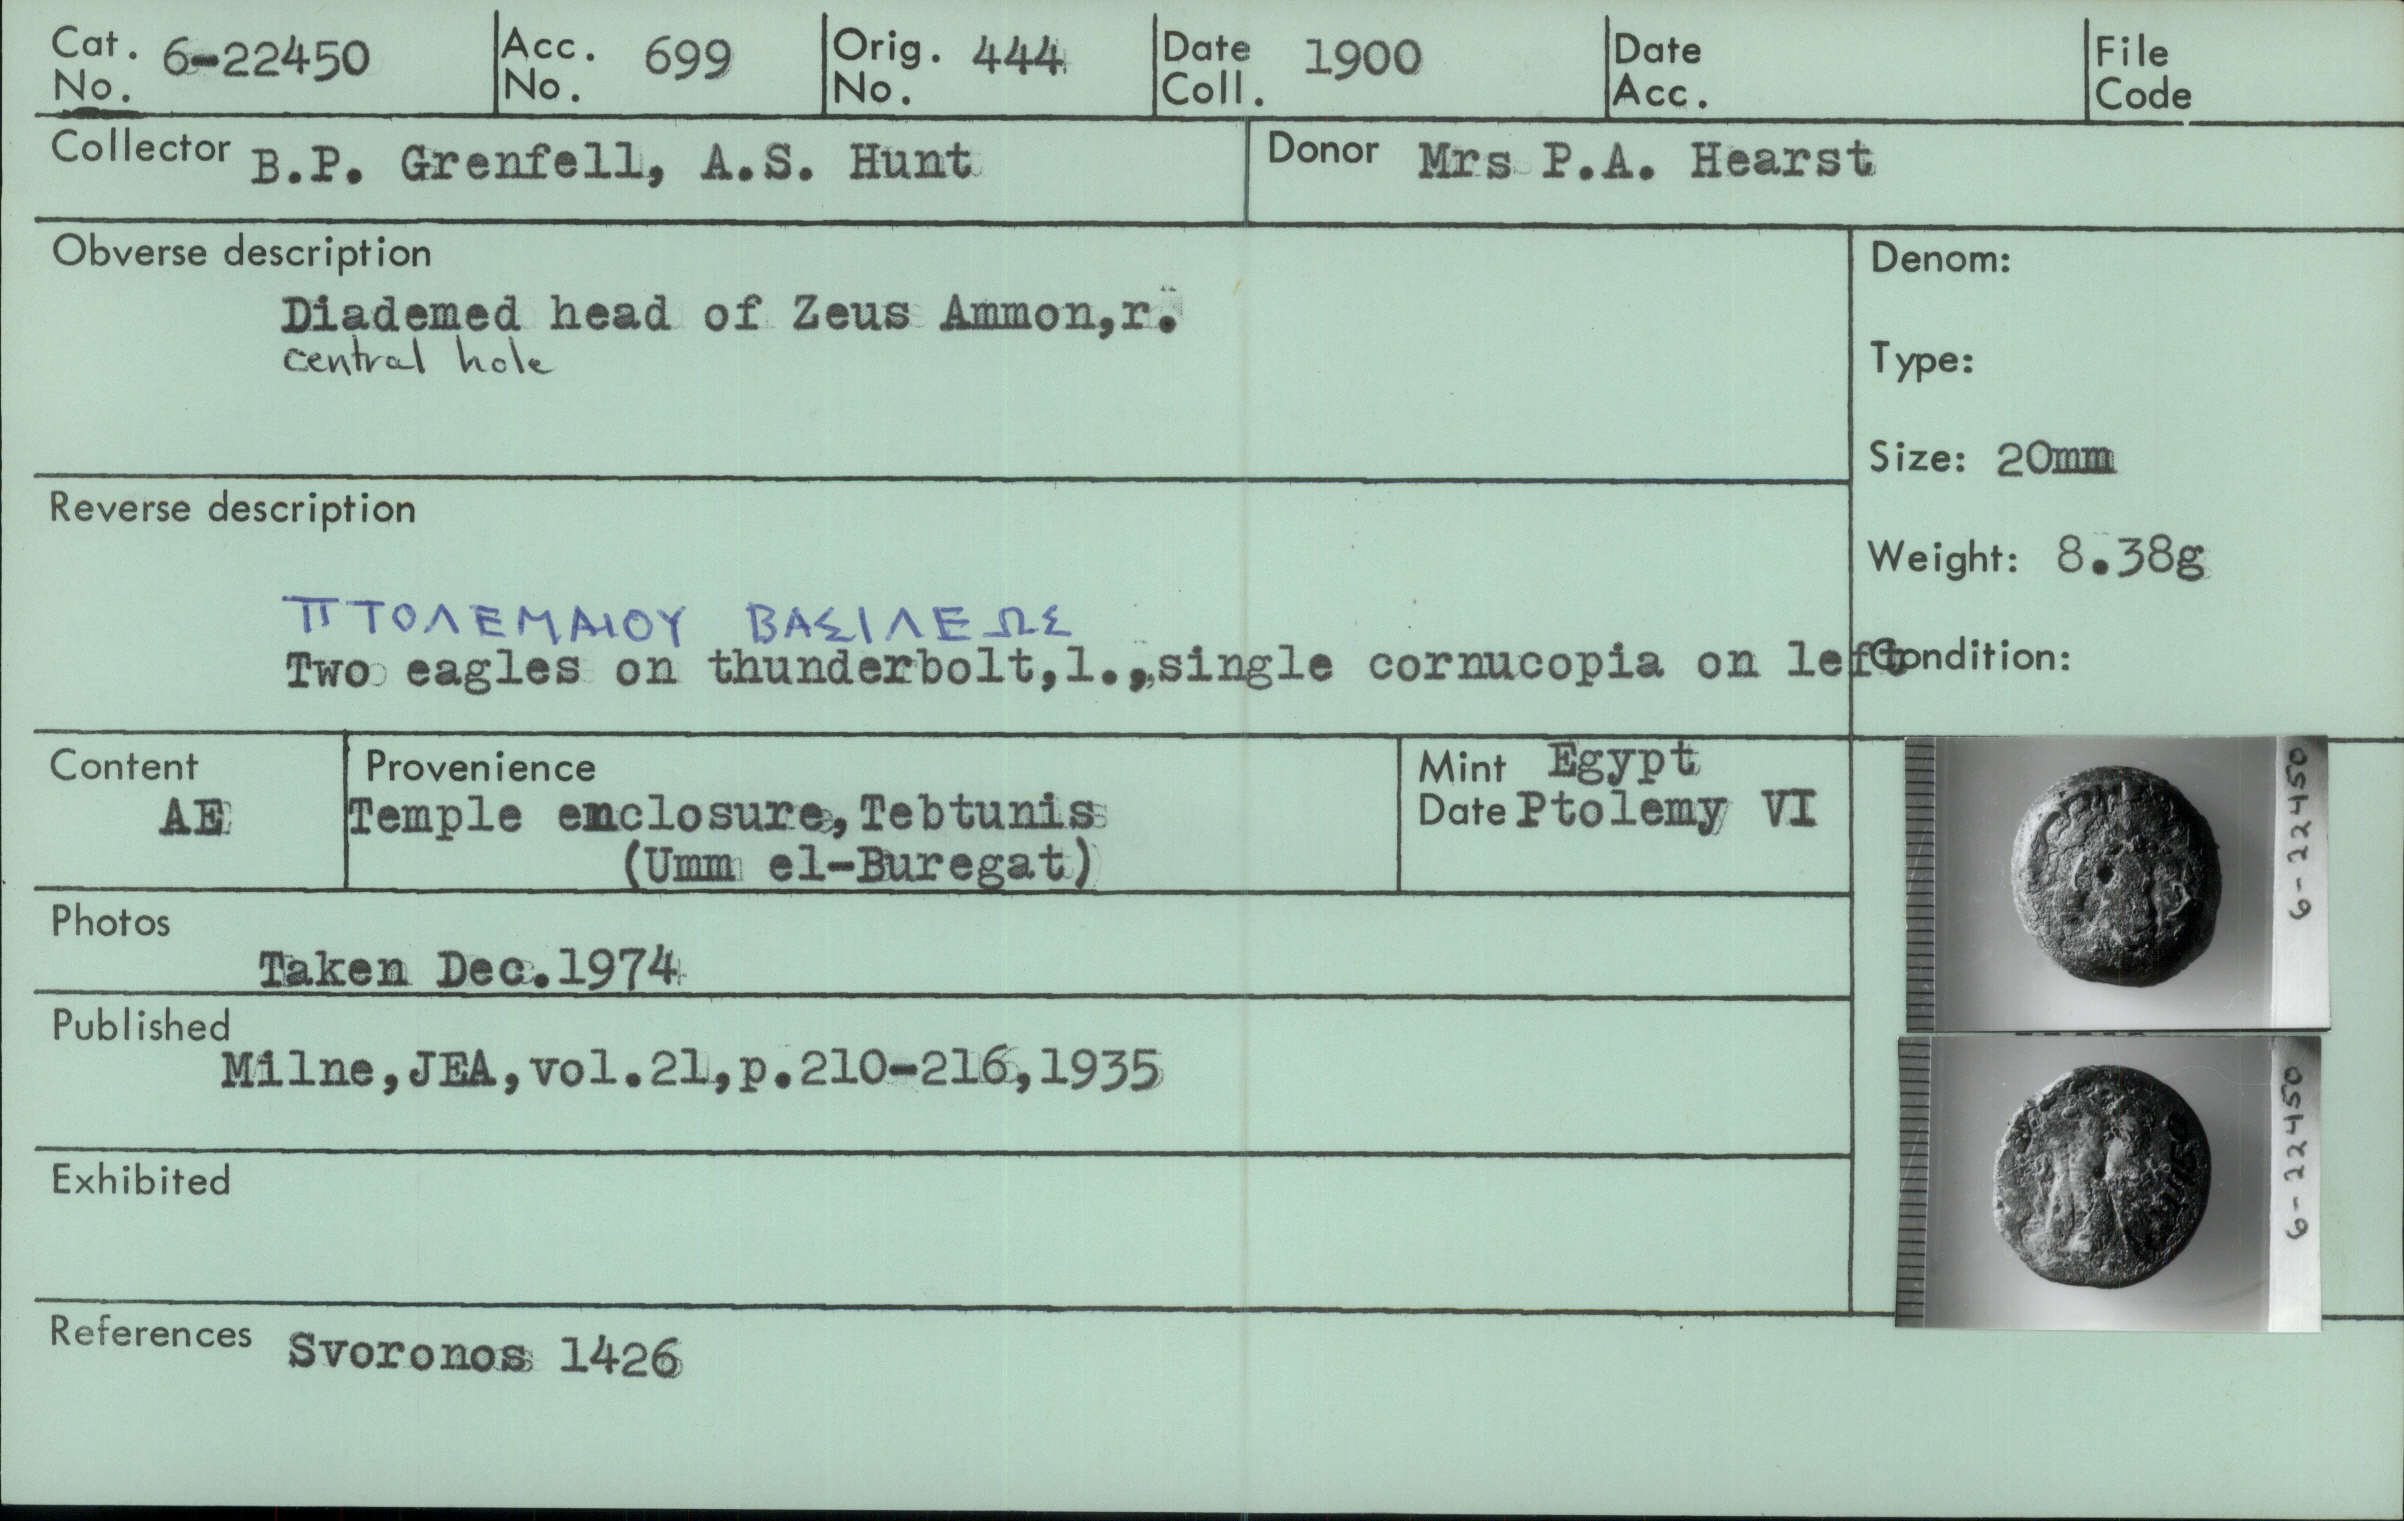 Cat. No. 6-22450
Acc. No. 699
Orig. No. 444
Date Coll. 1900
Date Acc.
File Code
Collector B.P. Grenfell, A.S. Hunt
Donor Mrs P.A. Hearst
Obverse description
Diademed head of Zeus Ammon,r.
central hole
Denom:
Type:
Size: 20mm
Weight: 8.38g
Condition:
Reverse description
ΠΤΟΛΕΜΑΙΟΥ ΒΑΣΙΛΕΩΣ
Two eagles on thunderbolt,l.,single cornucopia on left
Content
AE
Provenience
Temple enclosure,Tebtunis
(Umm el-Buregat)
Mint Egypt
Date Ptolemy VI
6-22450
Photos
Taken Dec.1974
Published
Milne,JEA,vol.21,p.210-216,1935
6-22450
Exhibited
References Svoronos 1426